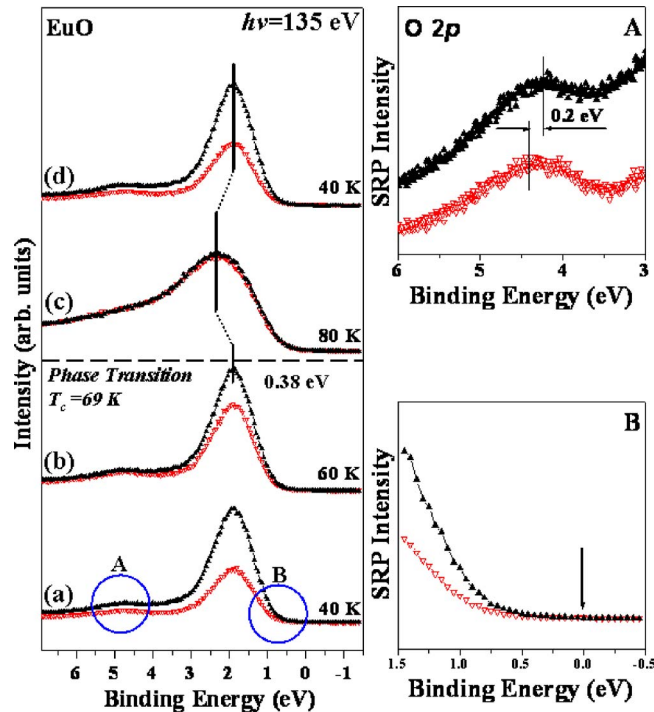 EuO
hν=135 eV
(d)
40 K
(c)
80 K
Phase Transition
T_c =69 K
0.38 eV
(b)
60 K
A
B
(a)
40 K
6 5 4 3 2 1 0 -1
Binding Energy (eV)
Intensity (arb. units)
O 2p
A
0.2 eV
SRP Intensity
6 5 4 3
Binding Energy (eV)
B
SRP Intensity
1.5 1.0 0.5 0.0 -0.5
Binding Energy (eV)